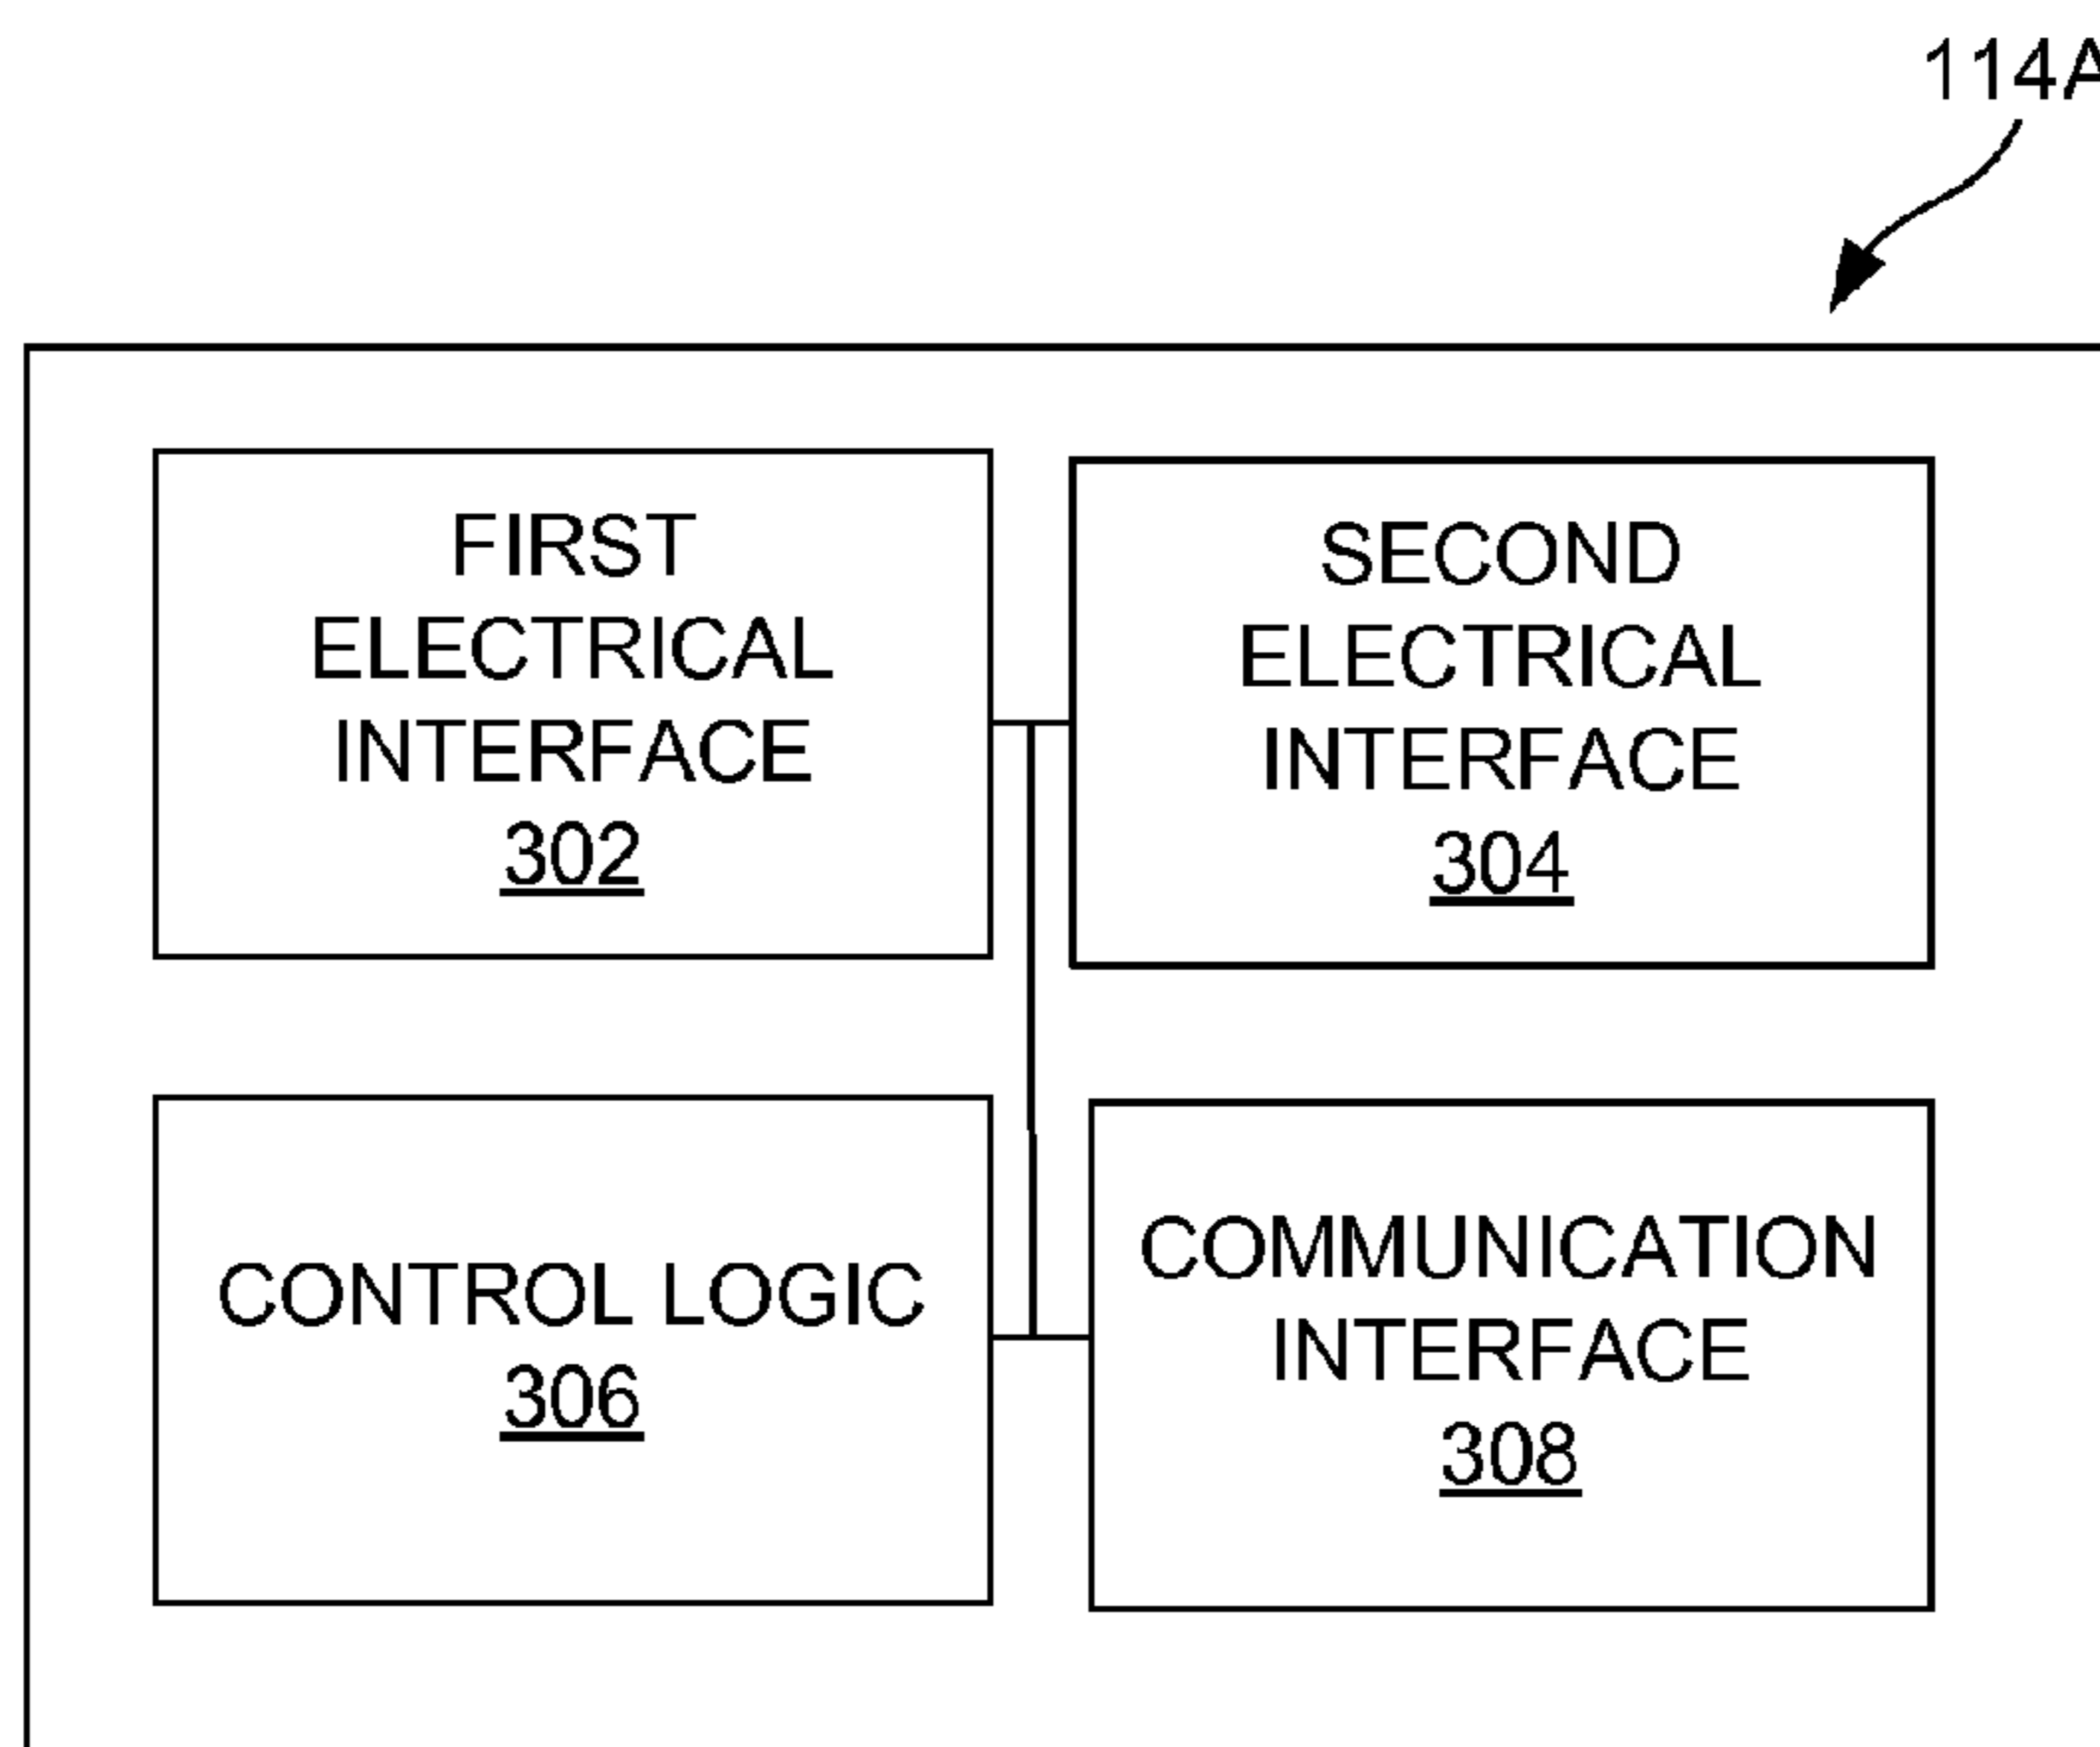 114A
FIRST
ELECTRICAL
INTERFACE
302
SECOND
ELECTRICAL
INTERFACE
304
CONTROL LOGIC
306
COMMUNICATION
INTERFACE
308